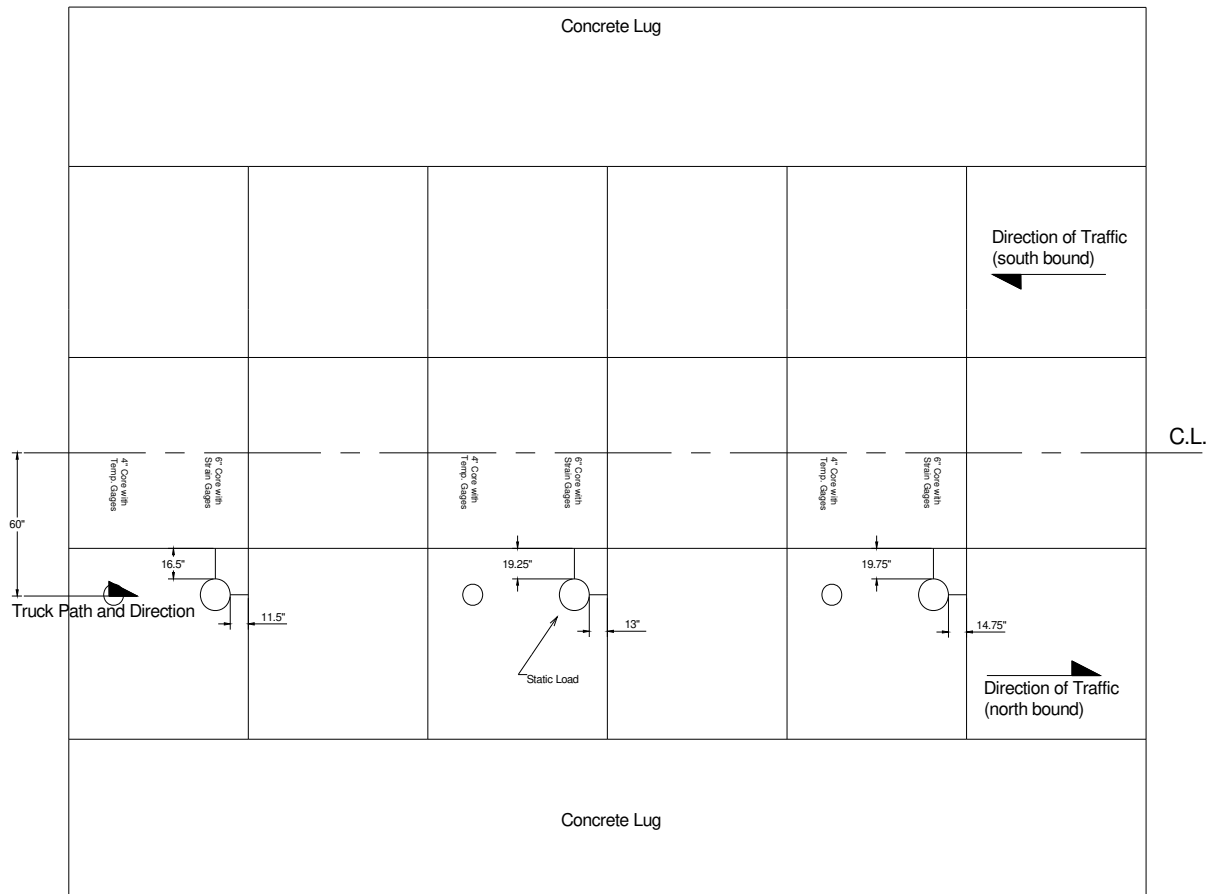 Concrete Lug
Direction of Traffic
(south bound)
C.L.
4" Core with
Temp. Gages
6" Core with
Strain Gages
4" Core with
Temp. Gages
6" Core with
Strain Gages
4" Core with
Temp. Gages
6" Core with
Strain Gages
60"
16.5"
19.25"
19.75"
Truck Path and Direction
11.5"
13"
14.75"
Static Load
Direction of Traffic
(north bound)
Concrete Lug